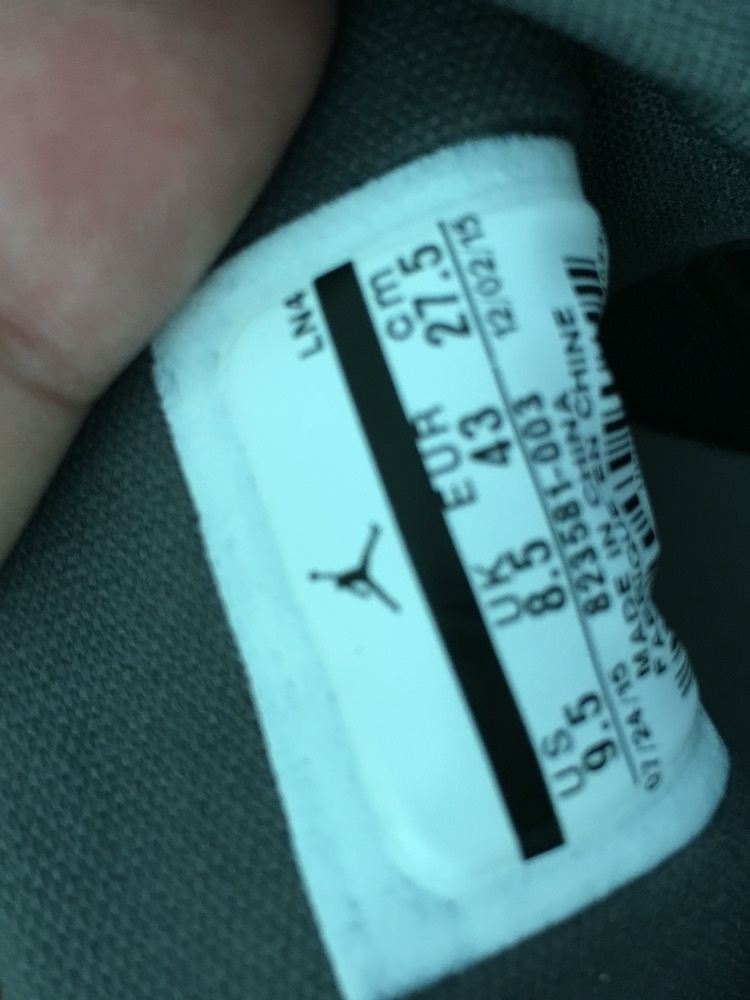 LN4
US UK EUR cm
9.5 8.5 43 27.5
07/24/15 823581-003 12/02/15
MADE IN CHINA
FABRIQUE EN CHINE